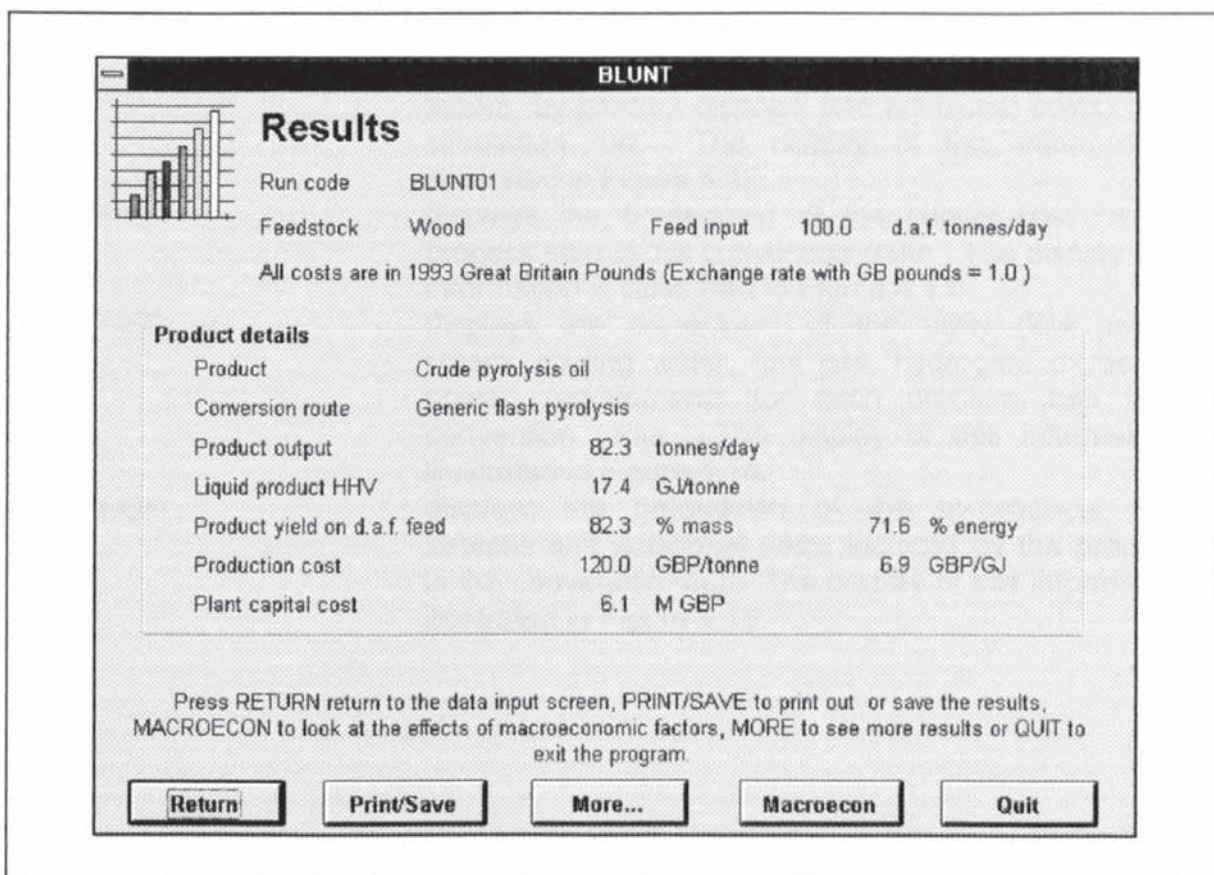 BLUNT
Results
Run code BLUNT01
Feedstock Wood Feed input 100.0 d.a.f. tonnes/day
All costs are in 1993 Great Britain Pounds (Exchange rate with GB pounds = 1.0 )
Product details
Product Crude pyrolysis oil
Conversion route Generic flash pyrolysis
Product output 82.3 tonnes/day
Liquid product HHV 17.4 GJ/tonne
Product yield on d.a.f. feed 82.3 % mass 71.6 % energy
Production cost 120.0 GBP/tonne 6.9 GBP/GJ
Plant capital cost 6.1 M GBP
Press RETURN return to the data input screen, PRINT/SAVE to print out or save the results,
MACROECON to look at the effects of macroeconomic factors, MORE to see more results or QUIT to
exit the program.
Return Print/Save More... Macroecon Quit